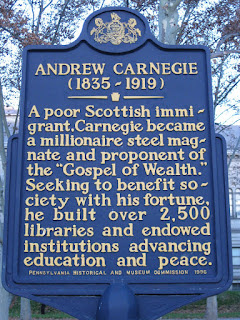 ANDREW CARNEGIE
(1835 - 1919)
A poor Scottish immi-
grant, Carnegie became
a millionaire steel mag-
nate and proponent of
the "Gospel of Wealth."
Seeking to benefit so-
ciety with his fortune,
he built over 2,500
libraries and endowed
institutions advancing
education and peace.
PENNSYLVANIA HISTORICAL AND MUSEUM COMMISSION 1996